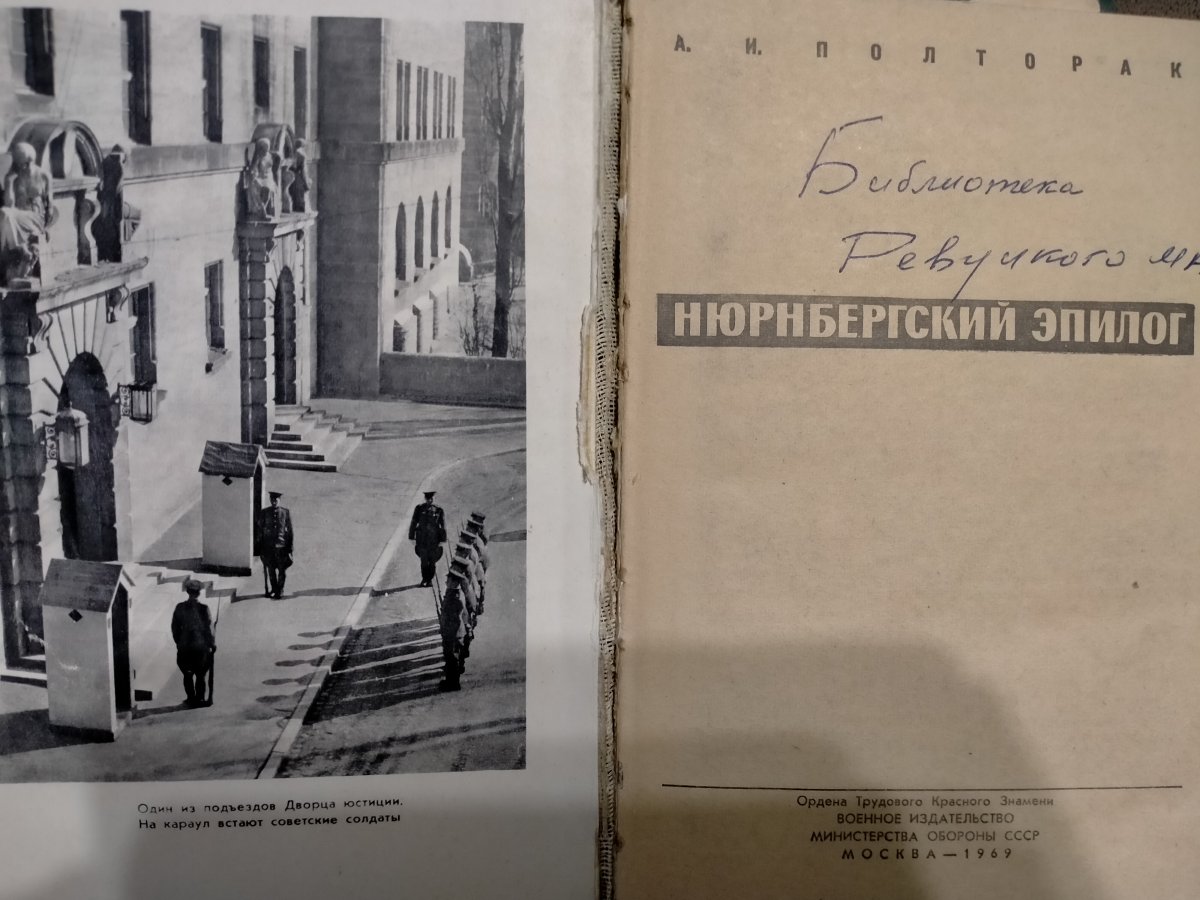 Один из подъездов Дворца юстиции.
На караул встают советские солдаты
А. И. ПОЛТОРАК
Библиотека
Ревуцкого
НЮРНБЕРГСКИЙ ЭПИЛОГ
Ордена Трудового Красного Знамени
ВОЕННОЕ ИЗДАТЕЛЬСТВО
МИНИСТЕРСТВА ОБОРОНЫ СССР
МОСКВА — 1969